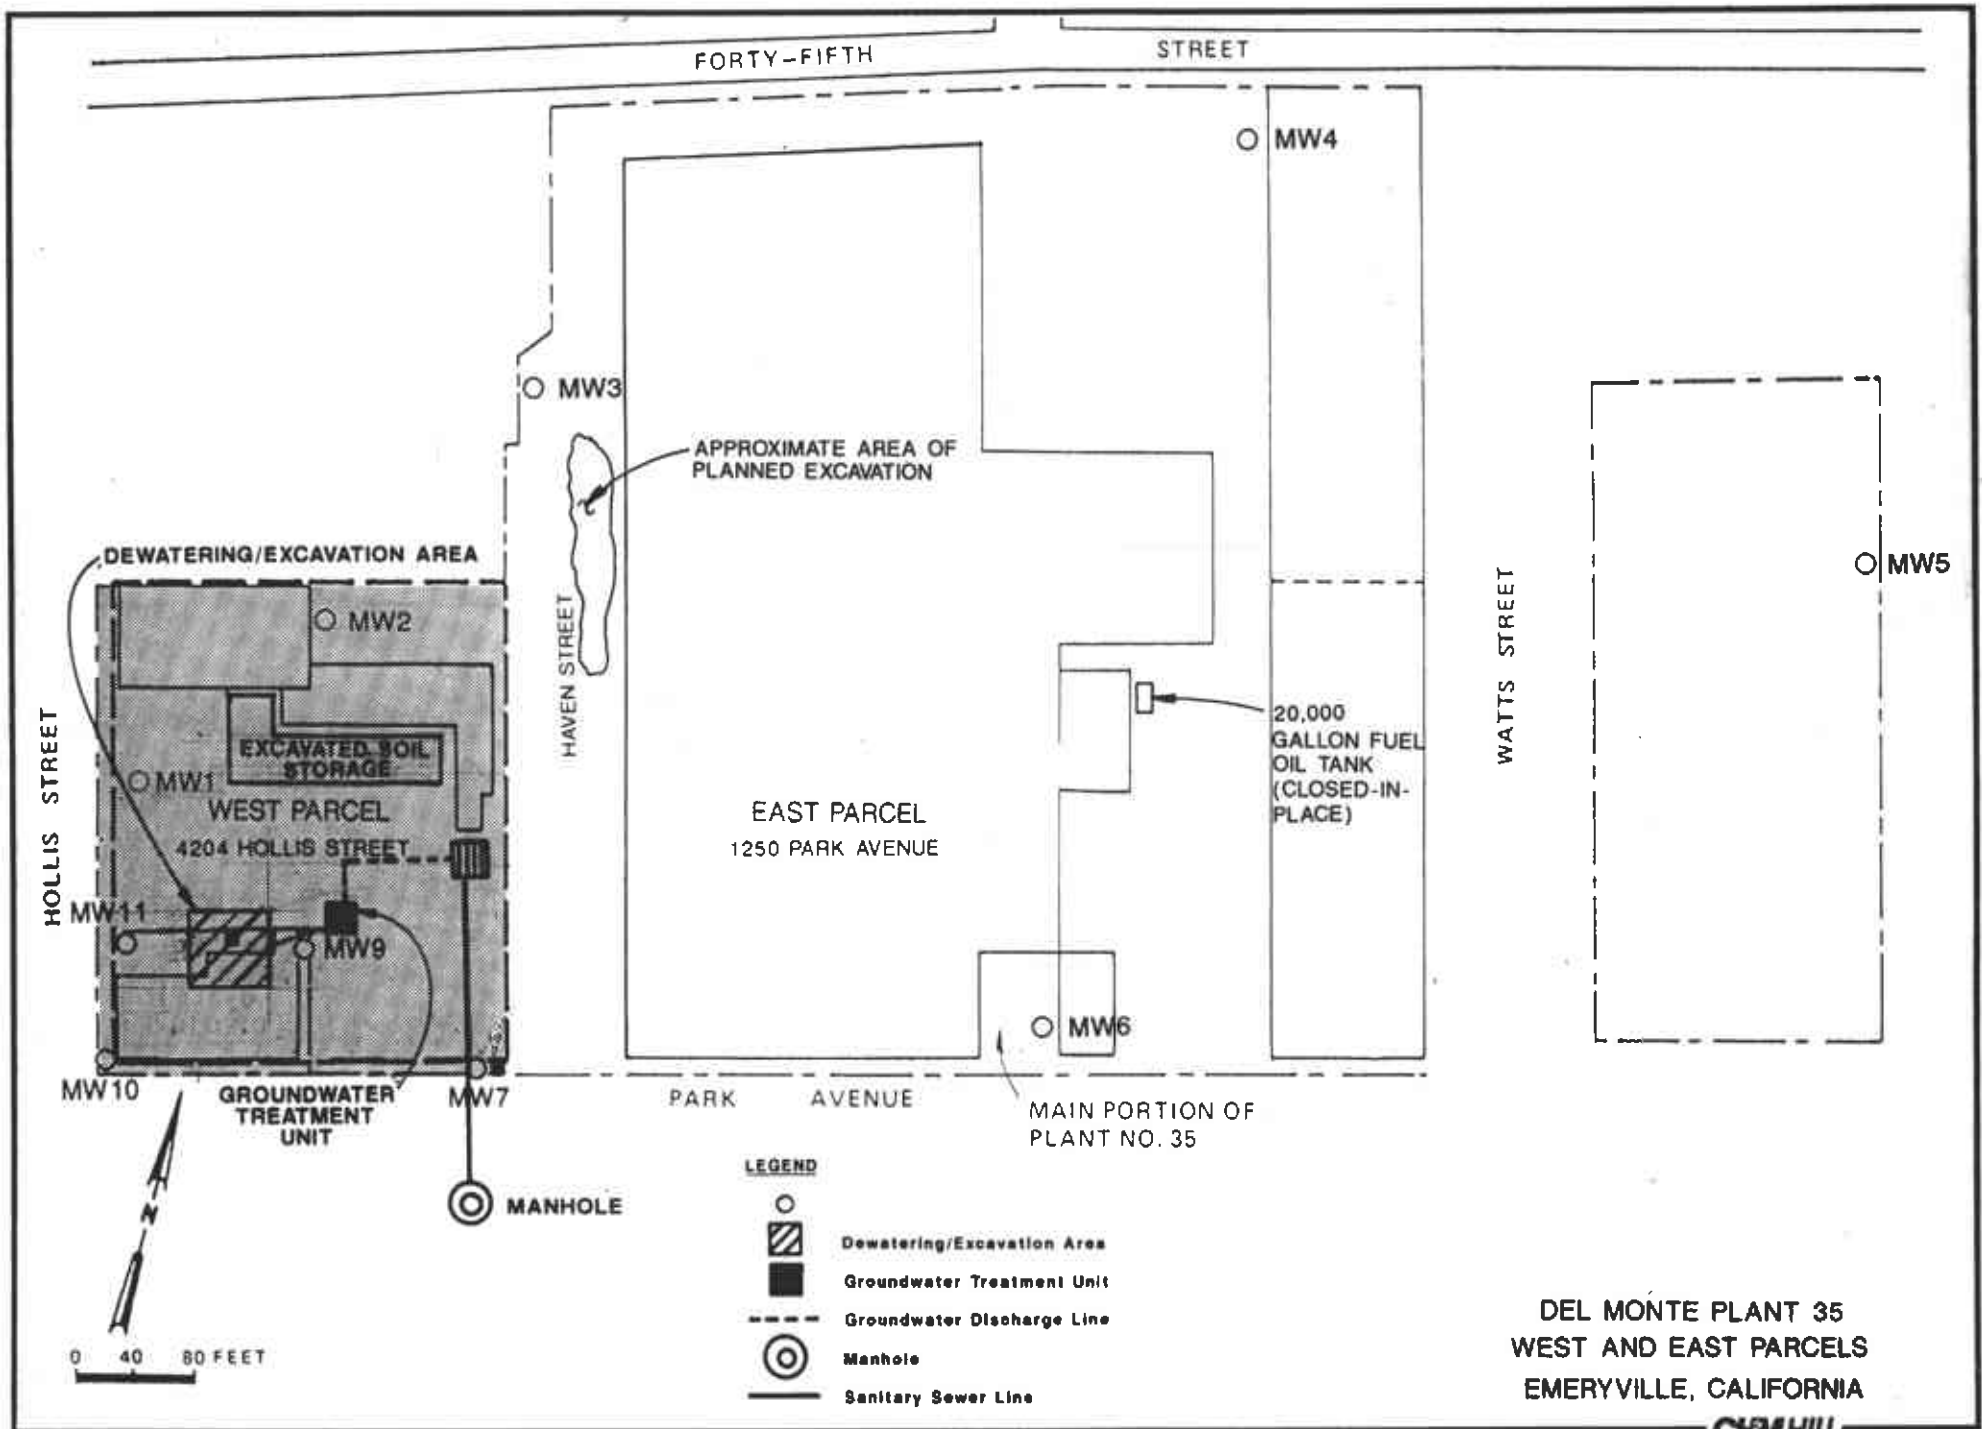 FORTY-FIFTH STREET
MW4
MW3
APPROXIMATE AREA OF
PLANNED EXCAVATION
DEWATERING/EXCAVATION AREA
MW5
MW2
HAVEN STREET
WATTS STREET
HOLLIS STREET
20,000
GALLON FUEL
OIL TANK
(CLOSED-IN-
PLACE)
EXCAVATED SOIL
STORAGE
MW1
WEST PARCEL
4204 HOLLIS STREET
EAST PARCEL
1250 PARK AVENUE
MW11
MW9
MW6
MW10
GROUNDWATER
TREATMENT
UNIT
MW7
PARK AVENUE
MAIN PORTION OF
PLANT NO. 35
N
MANHOLE
0 40 80 FEET
LEGEND
Dewatering/Excavation Area
Groundwater Treatment Unit
Groundwater Discharge Line
Manhole
Sanitary Sewer Line
DEL MONTE PLANT 35
WEST AND EAST PARCELS
EMERYVILLE, CALIFORNIA